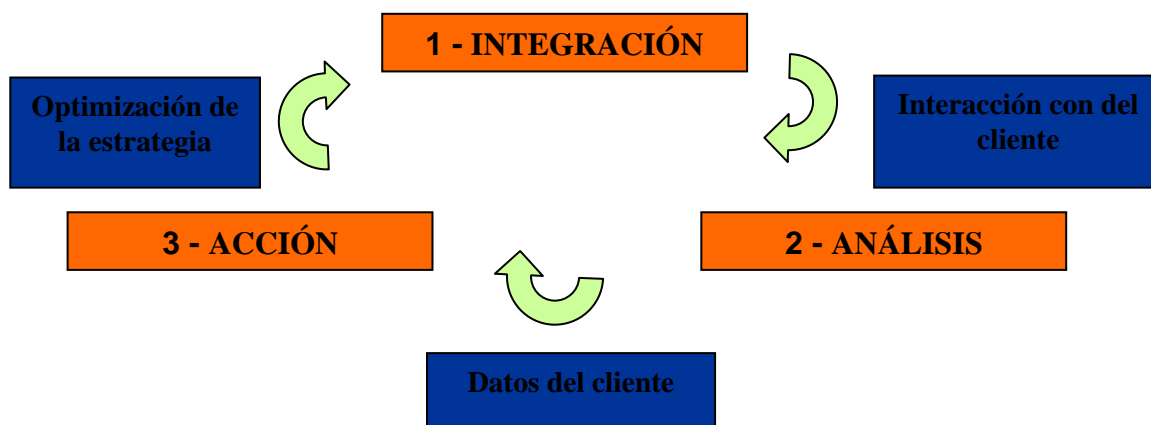 1 - INTEGRACIÓN
Optimización de
la estrategia
Interacción con del
cliente
3 - ACCIÓN
2 - ANÁLISIS
Datos del cliente